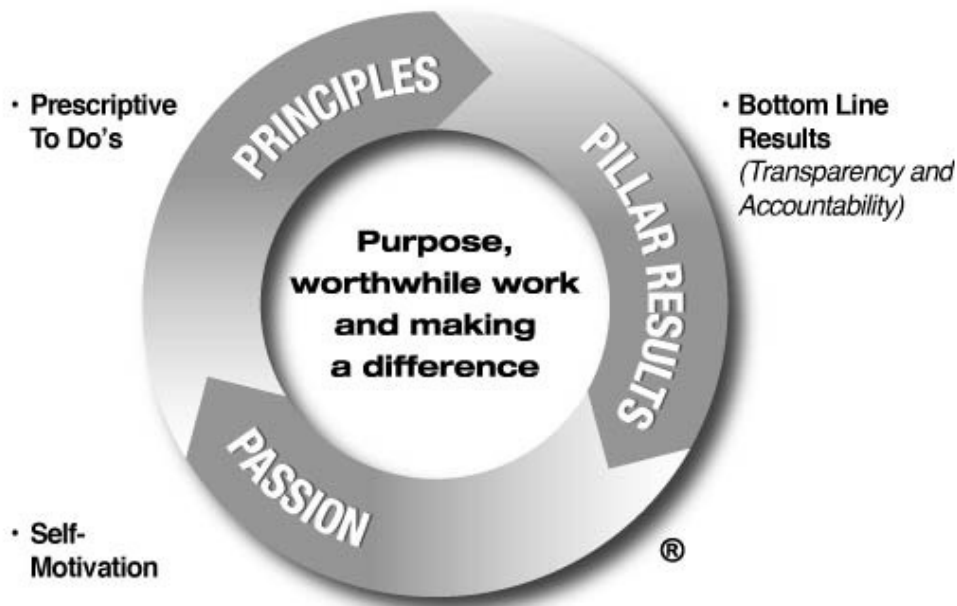 PRINCIPLES
· Prescriptive
To Do's
PILLAR RESULTS
· Bottom Line
Results
(Transparency and
Accountability)
Purpose,
worthwhile work
and making
a difference
PASSION
· Self-
Motivation
®